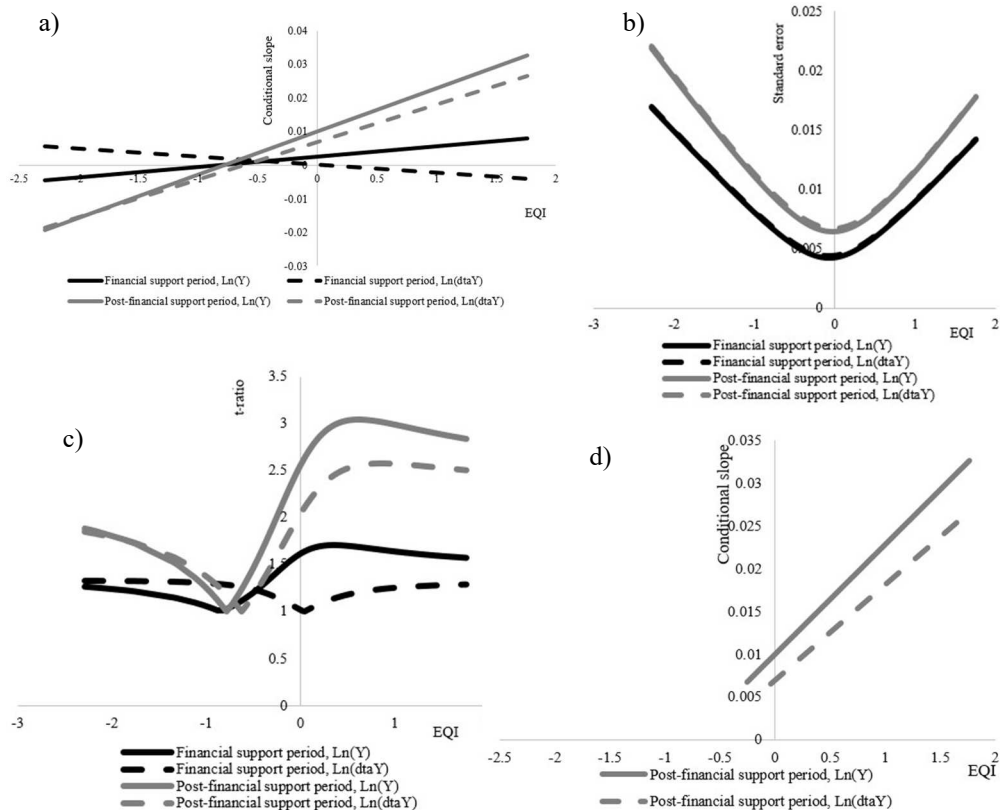 a)
Conditional slope
0.04
0.03
0.02
0.01
0
-0.01
-0.02
-0.03
-2.5 -2 -1.5 -1 -0.5 0 0.5 1 1.5 2
EQI
Financial support period, Ln(Y)
Financial support period, Ln(dtaY)
Post-financial support period, Ln(Y)
Post-financial support period, Ln(dtaY)
b)
Standard error
0.025
0.02
0.015
0.01
0.005
0
-3 -2 -1 0 1 2
EQI
Financial support period, Ln(Y)
Financial support period, Ln(dtaY)
Post-financial support period, Ln(Y)
Post-financial support period, Ln(dtaY)
c)
t-ratio
3.5
3
2.5
2
1.5
1
0.5
0
-3 -2 -1 0 1
EQI
Financial support period, Ln(Y)
Financial support period, Ln(dtaY)
Post-financial support period, Ln(Y)
Post-financial support period, Ln(dtaY)
d)
Conditional slope
0.035
0.03
0.025
0.02
0.015
0.01
0.005
0
-2.5 -2 -1.5 -1 -0.5 0 0.5 1 1.5 2
EQI
Post-financial support period, Ln(Y)
Post-financial support period, Ln(dtaY)